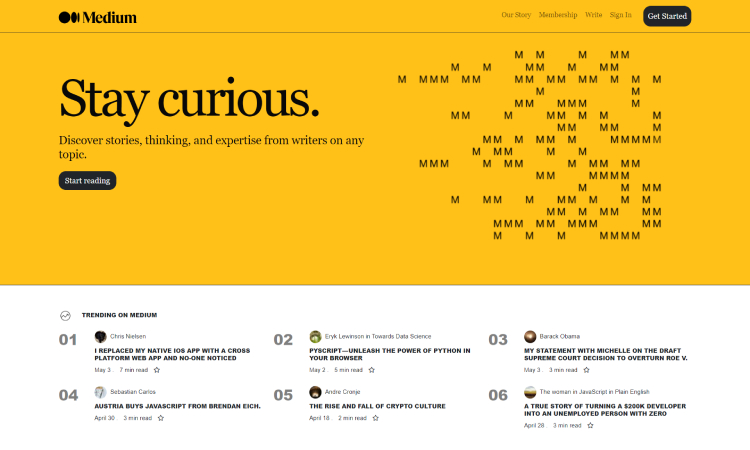 Medium
Our Story Membership Write Sign In Get Started
M M M M M
M M M M M M M
M M M M M M M M M M M M M M M M
M M
M M M M M M
M M M M M M
M M M M
M M M M M M M M M M M M
M M M M M
M M M M M M M M M M M
M M M M M M
M M M M
M M M M M M M M
M M M M M M M
M M M M M M M M M M M
M M M M M M M
Stay curious.
Discover stories, thinking, and expertise from writers on any
topic.
Start reading
TRENDING ON MEDIUM
01
Chris Nielsen
I REPLACED MY NATIVE IOS APP WITH A CROSS
PLATFORM WEB APP AND NO-ONE NOTICED
May 3 . 7 min read
02
Eryk Lewinson in Towards Data Science
PYSCRIPT—UNLEASH THE POWER OF PYTHON IN
YOUR BROWSER
May 2 . 5 min read
03
Barack Obama
MY STATEMENT WITH MICHELLE ON THE DRAFT
SUPREME COURT DECISION TO OVERTURN ROE V.
May 3 . 3 min read
04
Sebastian Carlos
AUSTRIA BUYS JAVASCRIPT FROM BRENDAN EICH.
April 30 . 3 min read
05
Andre Cronje
THE RISE AND FALL OF CRYPTO CULTURE
April 18 . 2 min read
06
The woman in JavaScript in Plain English
A TRUE STORY OF TURNING A $200K DEVELOPER
INTO AN UNEMPLOYED PERSON WITH ZERO
April 28 . 3 min read